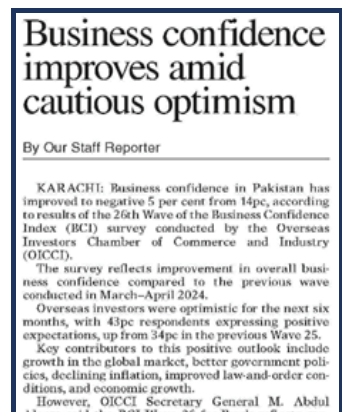 Business confidence
improves amid
cautious optimism
By Our Staff Reporter
KARACHI: Business confidence in Pakistan has
improved to negative 5 per cent from 14pc, according
to results of the 26th Wave of the Business Confidence
Index (BCI) survey conducted by the Overseas
Investors Chamber of Commerce and Industry
(OICCI).
The survey reflects improvement in overall busi-
ness confidence compared to the previous wave
conducted in March–April 2024.
Overseas investors were optimistic for the next six
months, with 43pc respondents expressing positive
expectations, up from 34pc in the previous Wave 25.
Key contributors to this positive outlook include
growth in the global market, better government poli-
cies, declining inflation, improved law-and-order con-
ditions, and economic growth.
However, OICCI Secretary General M. Abdul